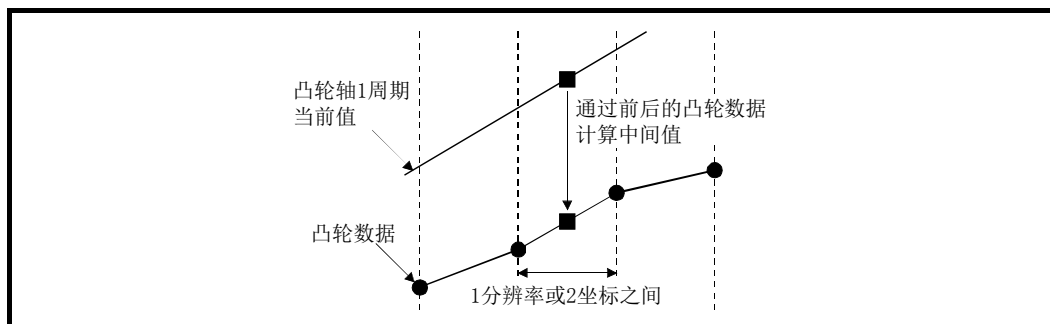 凸轮轴1周期
当前值
通过前后的凸轮数据
计算中间值
凸轮数据
1分辨率或2坐标之间